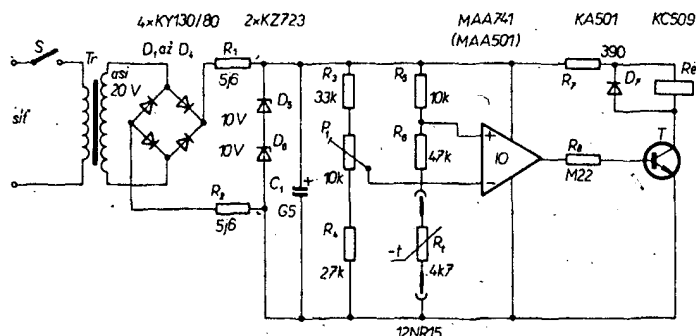 4×KY130/80 2×KZ723 MAA741 KA501 KC509
D₁ až D₄ R₁ (MAA501) 390
S Tr 5j6 R₃ R₅ R₇ D₇ Ré
asi 33k 10k
20 V D₅
síť 10V P₁ R₆ + IO R₈ T
10V D₆ 47k M22
10k −
R₂ C₁ +
5j6 G5 R₄ −t Rₜ
27k 4k7
12NR15